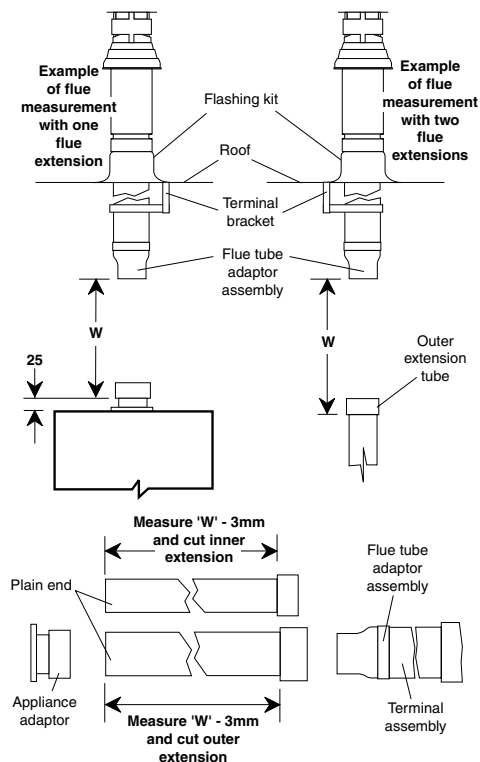 Example
of flue
measurement
with one
flue
extension
Example
of flue
measurement
with two
flue
extensions
Flashing kit
Roof
Terminal
bracket
Flue tube
adaptor
assembly
W
W
25
Outer
extension
tube
Measure 'W' - 3mm
and cut inner
extension
Plain end
Flue tube
adaptor
assembly
Appliance
adaptor
Measure 'W' - 3mm
and cut outer
extension
Terminal
assembly